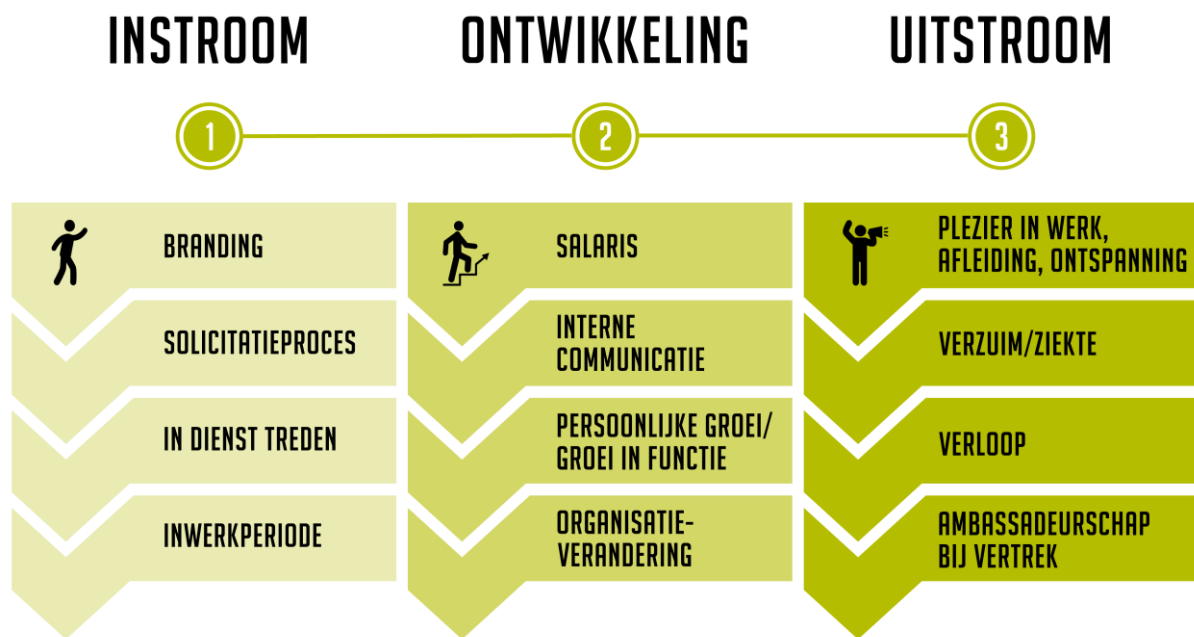 INSTROOM
ONTWIKKELING
UITSTROOM
1
2
3
BRANDING
SOLICITATIEPROCES
IN DIENST TREDEN
INWERKPERIODE
SALARIS
INTERNE
COMMUNICATIE
PERSOONLIJKE GROEI/
GROEI IN FUNCTIE
ORGANISATIE-
VERANDERING
PLEZIER IN WERK,
AFLEIDING, ONTSPANNING
VERZUIM/ZIEKTE
VERLOOP
AMBASSADEURSCHAP
BIJ VERTREK